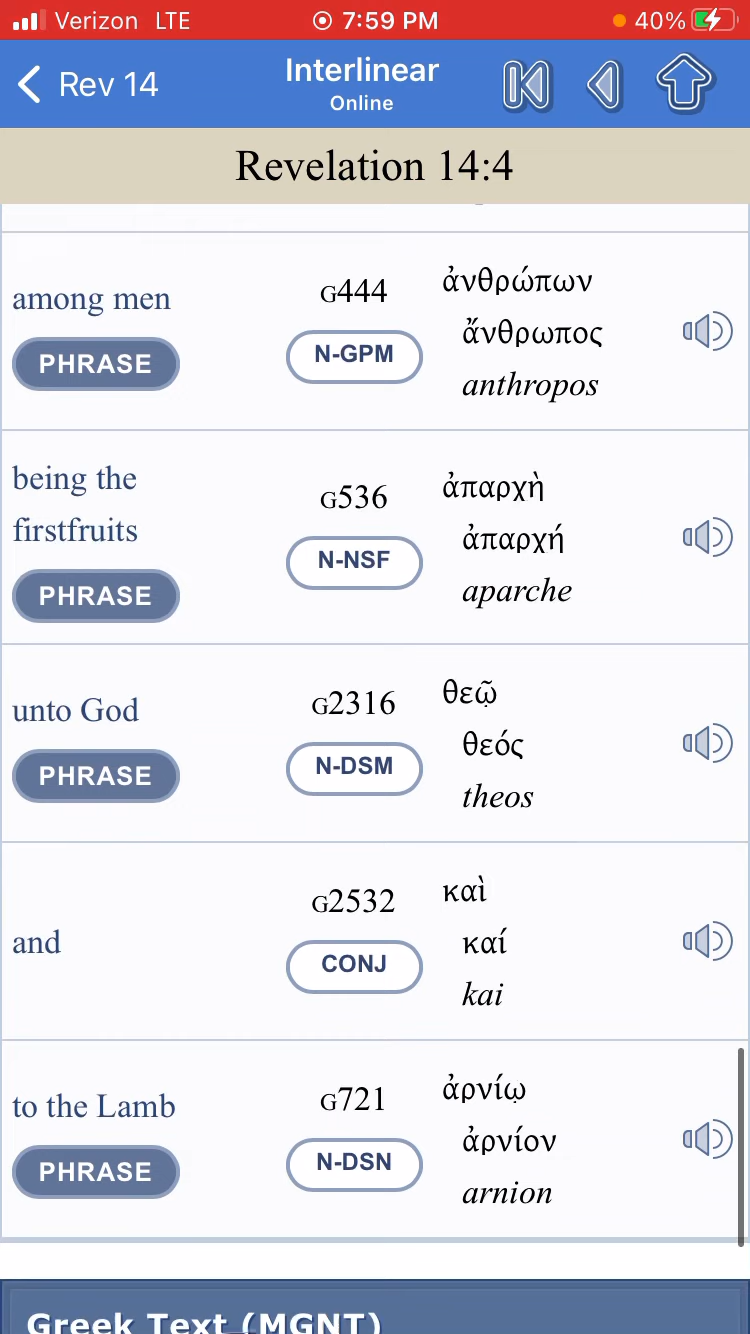 Verizon LTE 7:59 PM 40%
Rev 14 Interlinear
Online
Revelation 14:4
among men
PHRASE
G444
N-GPM
ἀνθρώπων
ἄνθρωπος
anthropos
being the
firstfruits
PHRASE
G536
N-NSF
ἀπαρχὴ
ἀπαρχή
aparche
unto God
PHRASE
G2316
N-DSM
θεῷ
θεός
theos
and
G2532
CONJ
καὶ
καί
kai
to the Lamb
PHRASE
G721
N-DSN
ἀρνίῳ
ἀρνίον
arnion
Greek Text (MGNT)